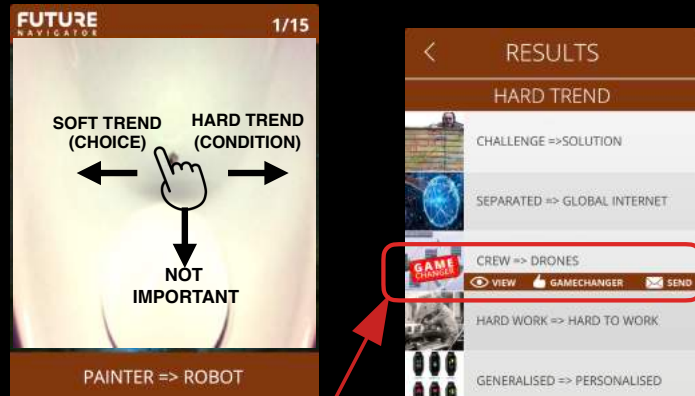 FUTURE
NAVIGATOR
1/15
SOFT TREND
(CHOICE)
HARD TREND
(CONDITION)
NOT
IMPORTANT
PAINTER => ROBOT
RESULTS
HARD TREND
CHALLENGE =>SOLUTION
SEPARATED => GLOBAL INTERNET
GAME
CHANGER
CREW => DRONES
VIEW GAMECHANGER SEND
HARD WORK => HARD TO WORK
GENERALISED => PERSONALISED